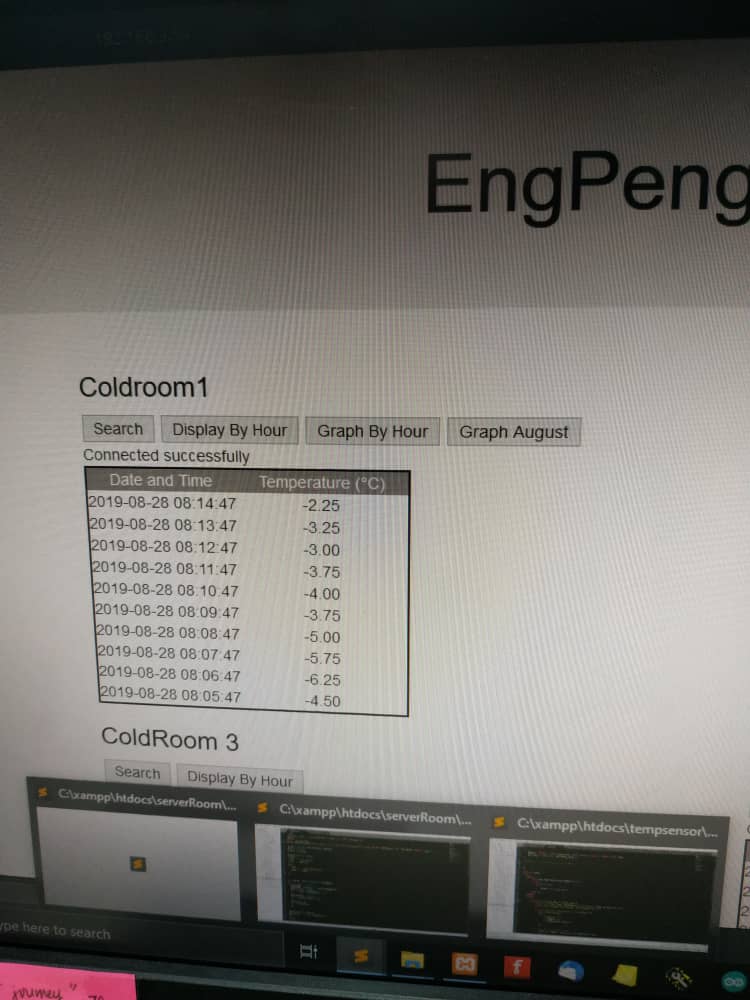 EngPeng
Coldroom1
Search Display By Hour Graph By Hour Graph August
Connected successfully
Date and Time Temperature (°C)
2019-08-28 08:14:47 -2.25
2019-08-28 08:13:47 -3.25
2019-08-28 08:12:47 -3.00
2019-08-28 08:11:47 -3.75
2019-08-28 08:10:47 -4.00
2019-08-28 08:09:47 -3.75
2019-08-28 08:08:47 -5.00
2019-08-28 08:07:47 -5.75
2019-08-28 08:06:47 -6.25
2019-08-28 08:05:47 -4.50
ColdRoom 3
Search Display By Hour
C:\xampp\htdocs\serverRoom\... C:\xampp\htdocs\serverRoom\... C:\xampp\htdocs\tempsensor\...
ype here to search